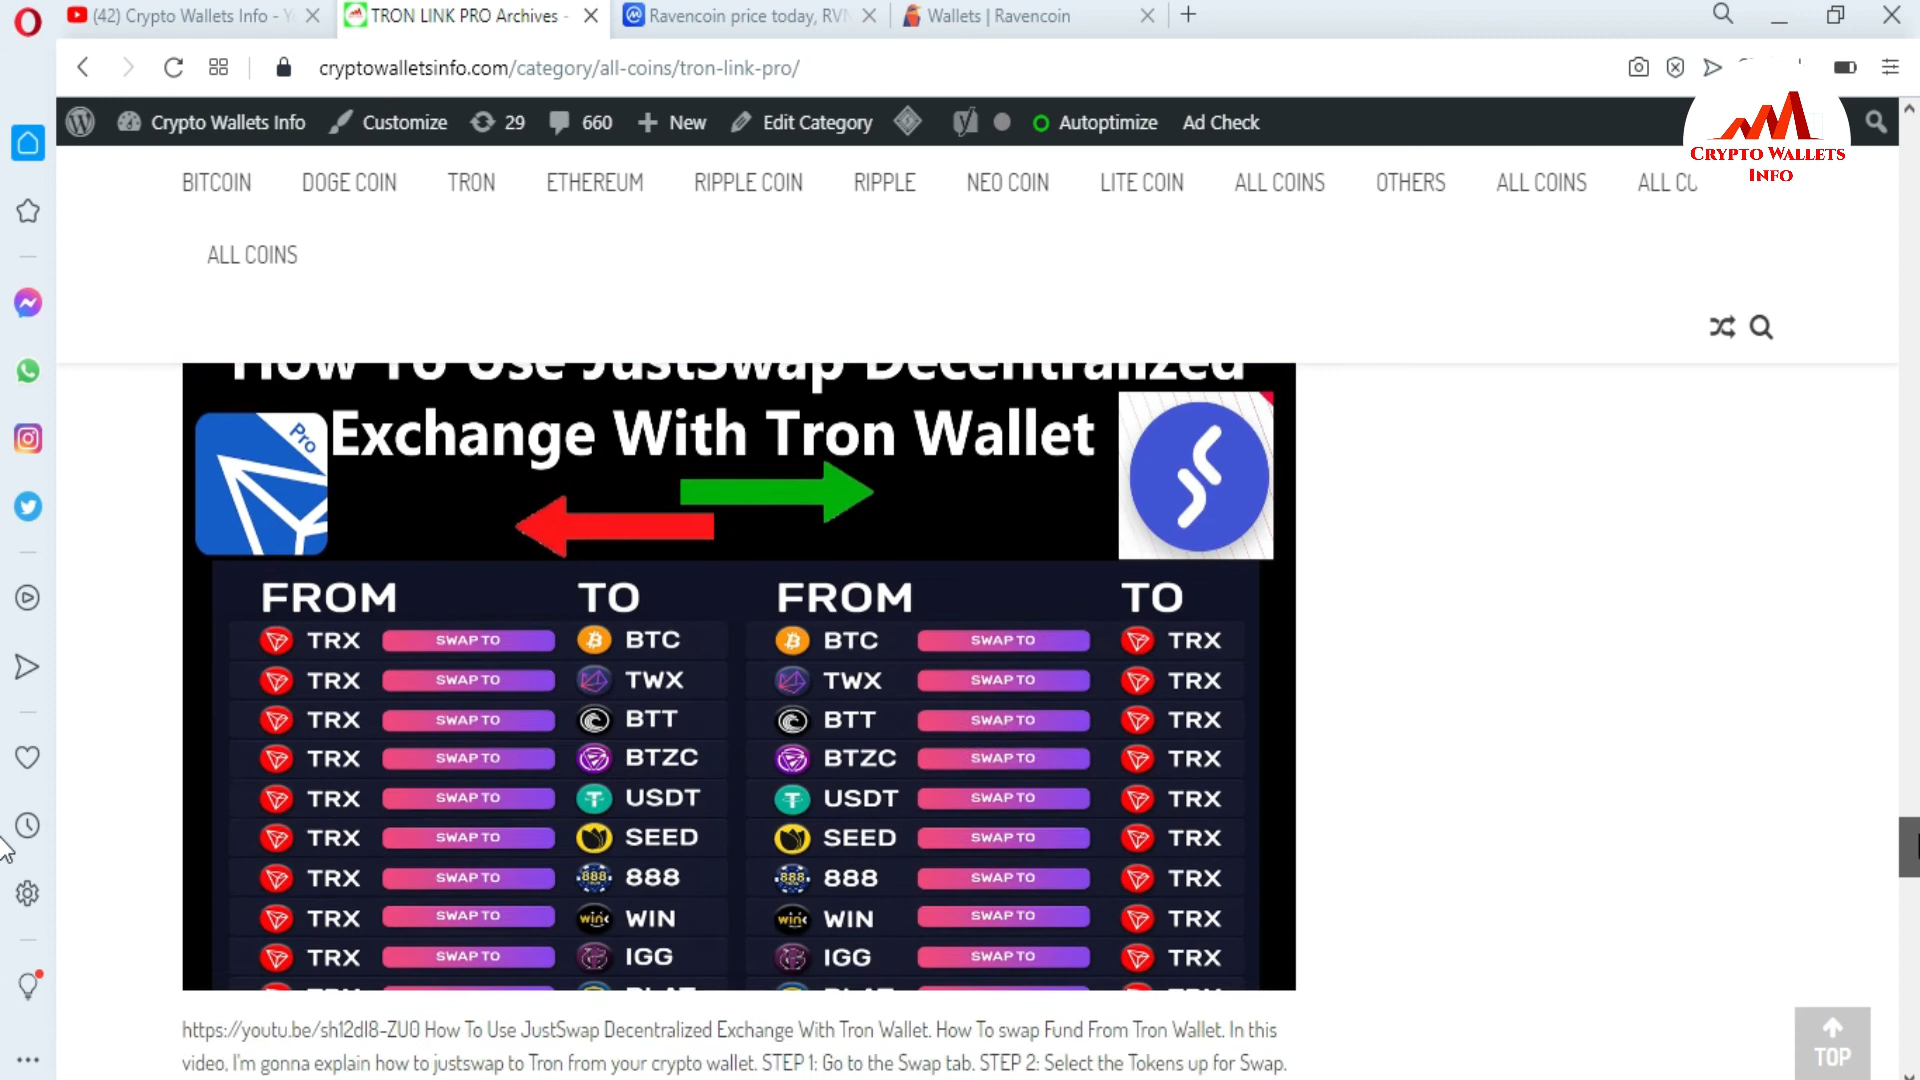 (42) Crypto Wallets Info - Y
TRON LINK PRO Archives -
Ravencoin price today, RVN
Wallets | Ravencoin
cryptowalletsinfo.com/category/all-coins/tron-link-pro/
Crypto Wallets Info
Customize
29
660
New
Edit Category
Autoptimize
Ad Check
CRYPTO WALLETS
INFO
BITCOIN DOGE COIN TRON ETHEREUM RIPPLE COIN RIPPLE NEO COIN LITE COIN ALL COINS OTHERS ALL COINS ALL CO
ALL COINS
How To Use JustSwap Decentralized
Exchange With Tron Wallet
Pro
FROM TO FROM TO
TRX SWAP TO BTC BTC SWAP TO TRX
TRX SWAP TO TWX TWX SWAP TO TRX
TRX SWAP TO BTT BTT SWAP TO TRX
TRX SWAP TO BTZC BTZC SWAP TO TRX
TRX SWAP TO USDT USDT SWAP TO TRX
TRX SWAP TO SEED SEED SWAP TO TRX
TRX SWAP TO 888 888 SWAP TO TRX
TRX SWAP TO WIN WIN SWAP TO TRX
TRX SWAP TO IGG IGG SWAP TO TRX
https://youtu.be/sh12dI8-ZU0 How To Use JustSwap Decentralized Exchange With Tron Wallet. How To swap Fund From Tron Wallet. In this
video, I'm gonna explain how to justswap to Tron from your crypto wallet. STEP 1: Go to the Swap tab. STEP 2: Select the Tokens up for Swap.
TOP